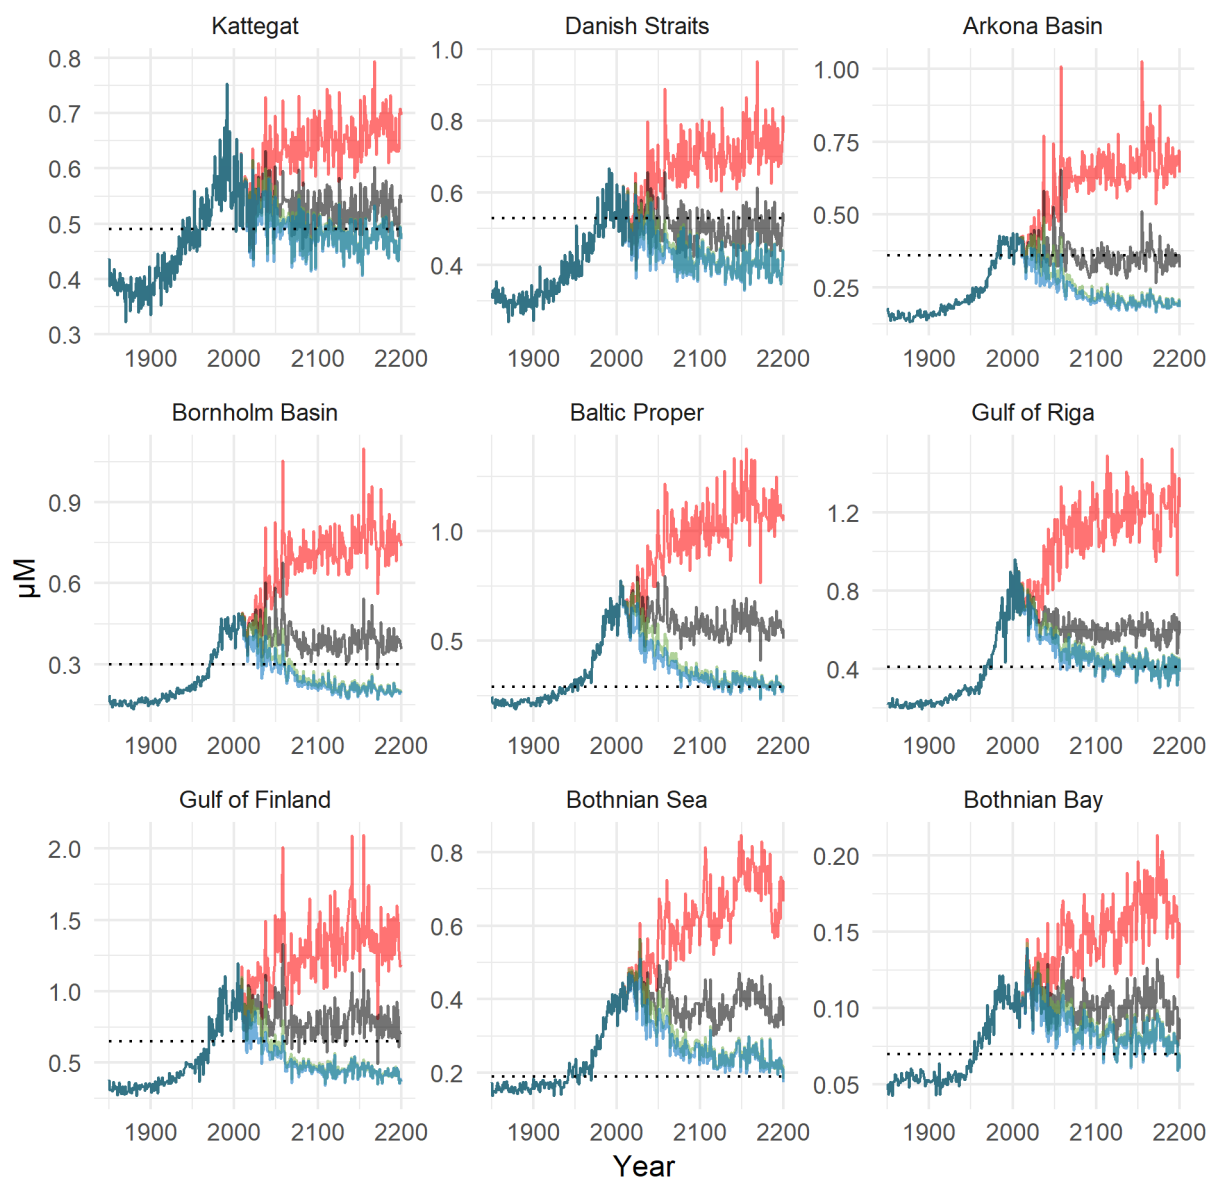 Kattegat
Danish Straits
Arkona Basin
0.8
0.7
0.6
0.5
0.4
0.3
1900 2000 2100 2200
1.0
0.8
0.6
0.4
1900 2000 2100 2200
1.00
0.75
0.50
0.25
1900 2000 2100 2200
Bornholm Basin
Baltic Proper
Gulf of Riga
µM
0.9
0.6
0.3
1900 2000 2100 2200
1.0
0.5
1900 2000 2100 2200
1.2
0.8
0.4
1900 2000 2100 2200
Gulf of Finland
Bothnian Sea
Bothnian Bay
2.0
1.5
1.0
0.5
1900 2000 2100 2200
0.8
0.6
0.4
0.2
1900 2000 2100 2200
0.20
0.15
0.10
0.05
1900 2000 2100 2200
Year